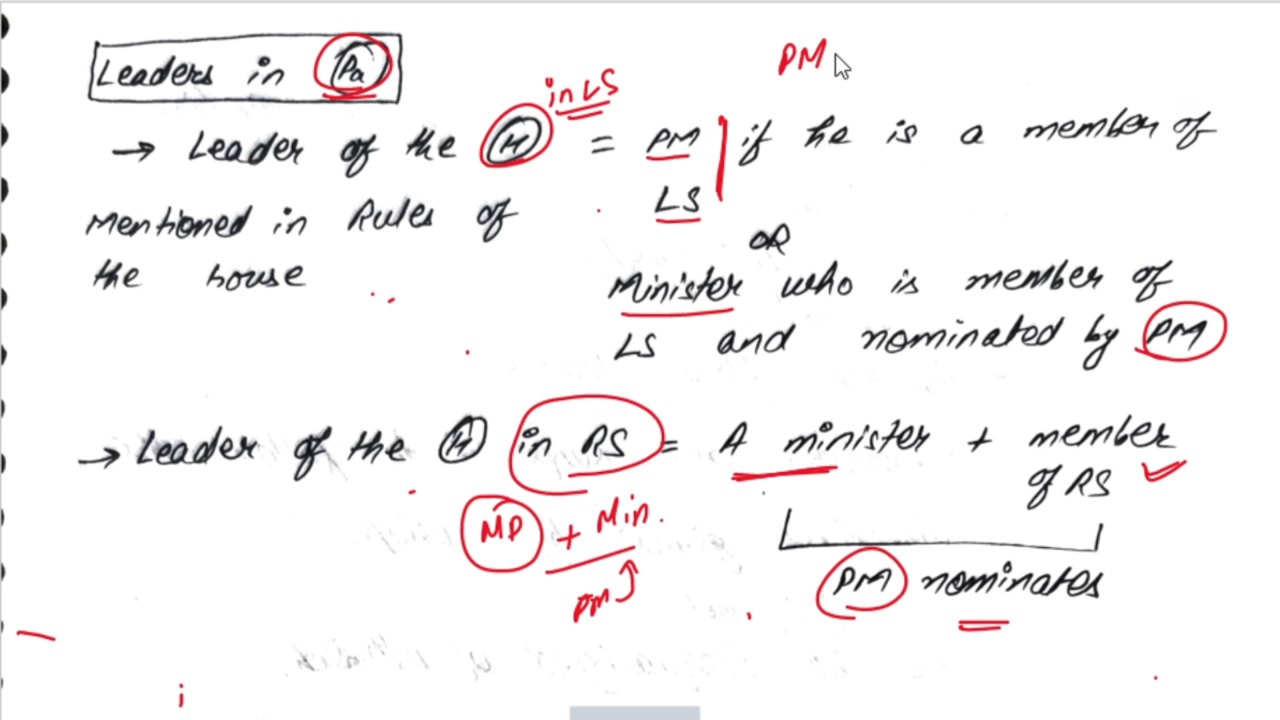 PM
Leaders in Pa
in LS
→ Leader of the H = PM if he is a member of
Mentioned in Rules of LS
OR
the house Minister who is member of
LS and nominated by PM
→ Leader of the H in RS = A minister + member
of RS
MP + Min.
PM PM nominates